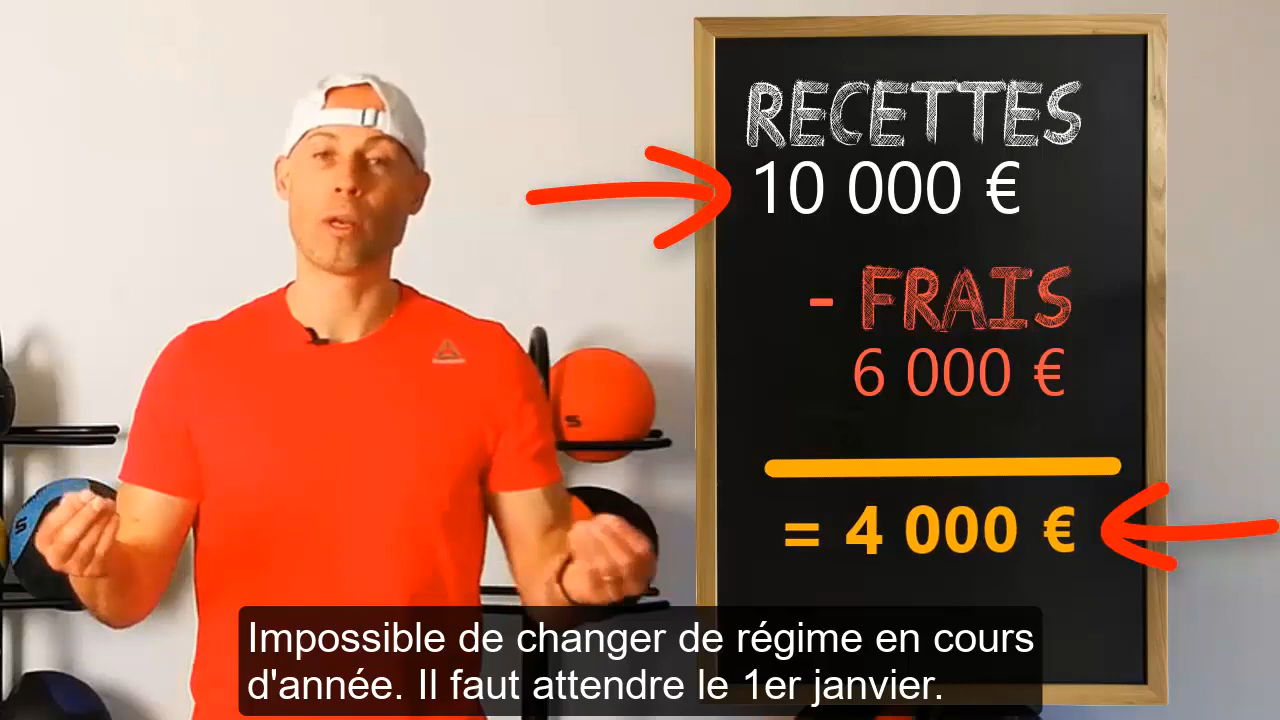 RECETTES
10 000 €
- FRAIS
6 000 €
= 4 000 €
Impossible de changer de régime en cours
d'année. Il faut attendre le 1er janvier.